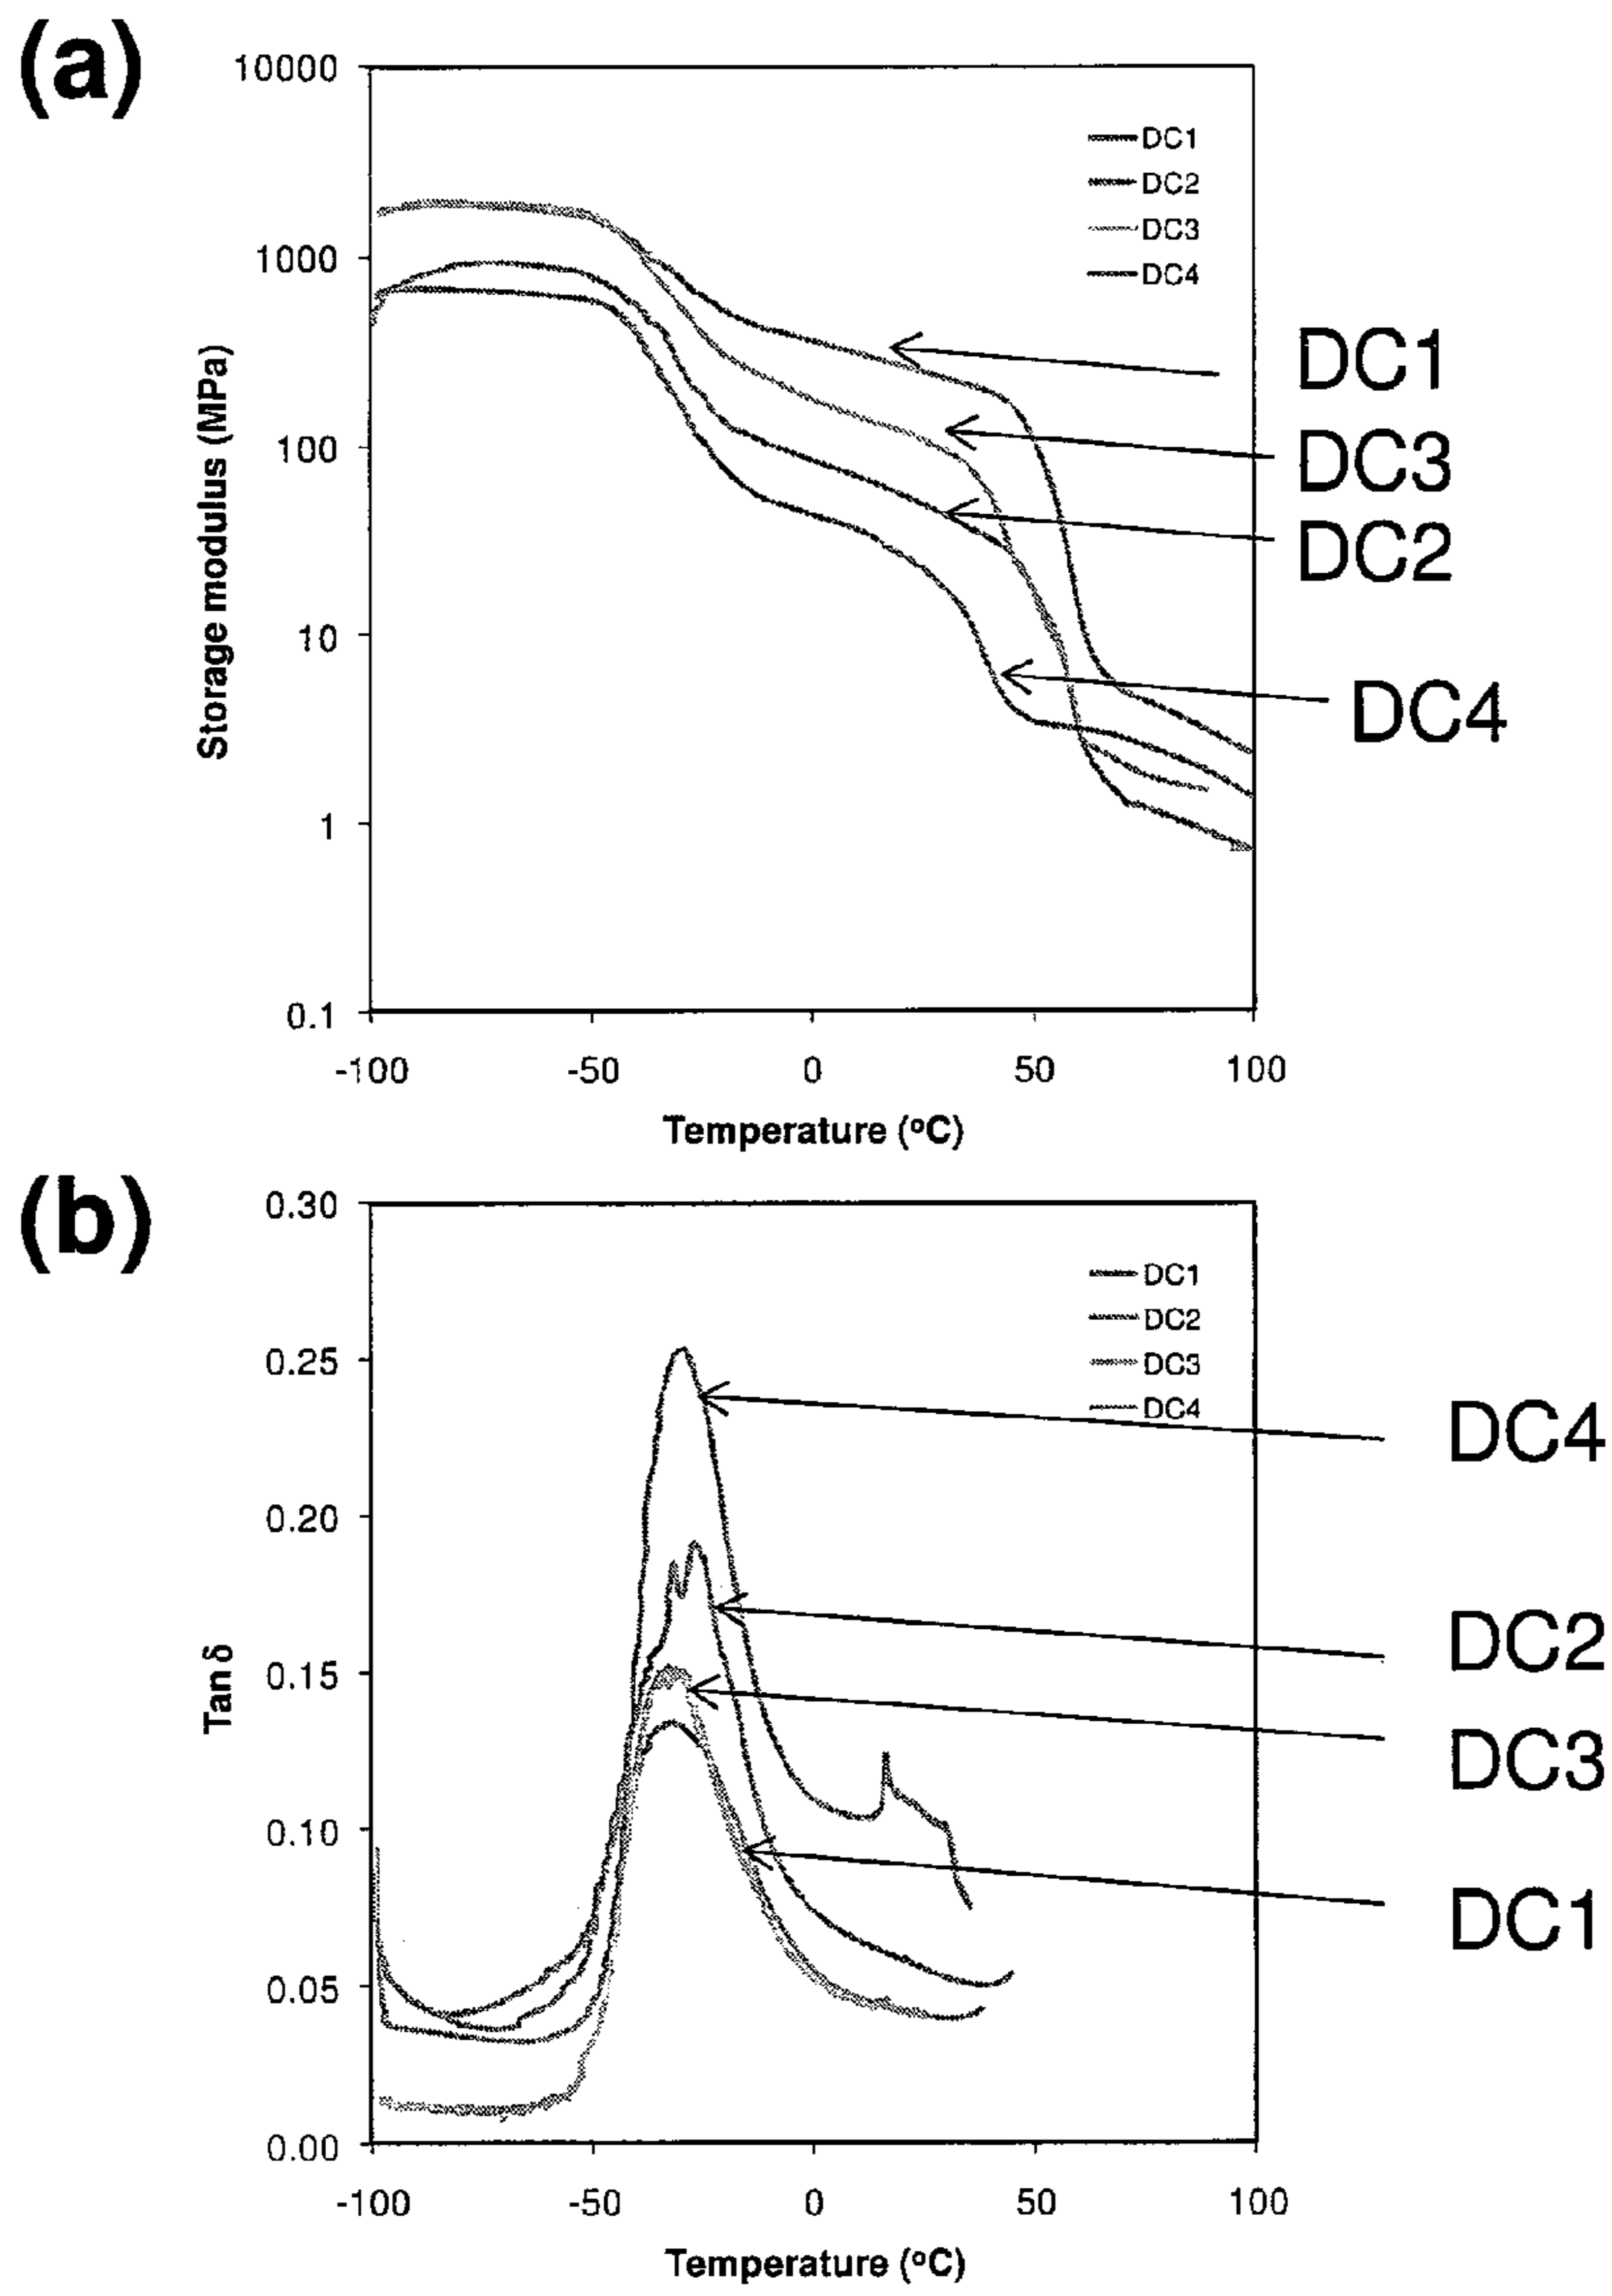 (a)
10000
1000
100
10
1
0.1
Storage modulus (MPa)
DC1
DC2
DC3
DC4
DC1
DC3
DC2
DC4
-100 -50 0 50 100
Temperature (ºC)
(b)
0.30
0.25
0.20
0.15
0.10
0.05
0.00
Tan δ
DC1
DC2
DC3
DC4
DC4
DC2
DC3
DC1
-100 -50 0 50 100
Temperature (ºC)